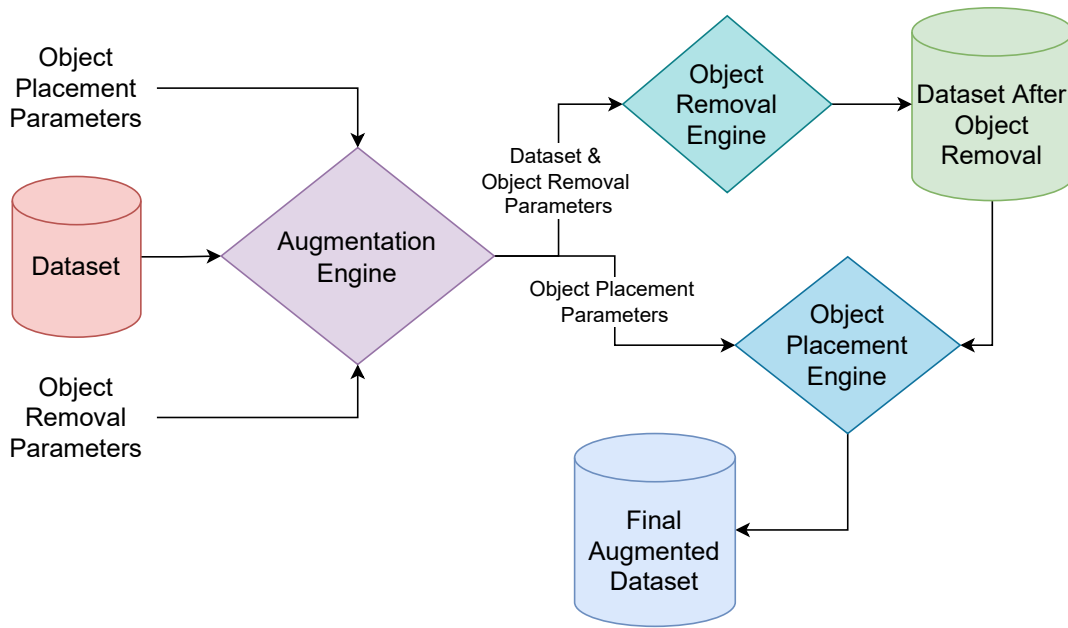 Object
Placement
Parameters
Dataset
Object
Removal
Parameters
Augmentation
Engine
Dataset &
Object Removal
Parameters
Object Placement
Parameters
Object
Removal
Engine
Dataset After
Object
Removal
Object
Placement
Engine
Final
Augmented
Dataset